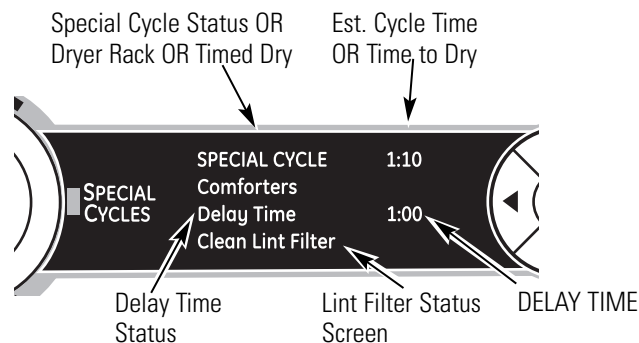 Special Cycle Status OR
Dryer Rack OR Timed Dry
Est. Cycle Time
OR Time to Dry
SPECIAL CYCLES
SPECIAL CYCLE 1:10
Comforters
Delay Time 1:00
Clean Lint Filter
Delay Time
Status
Lint Filter Status
Screen
DELAY TIME